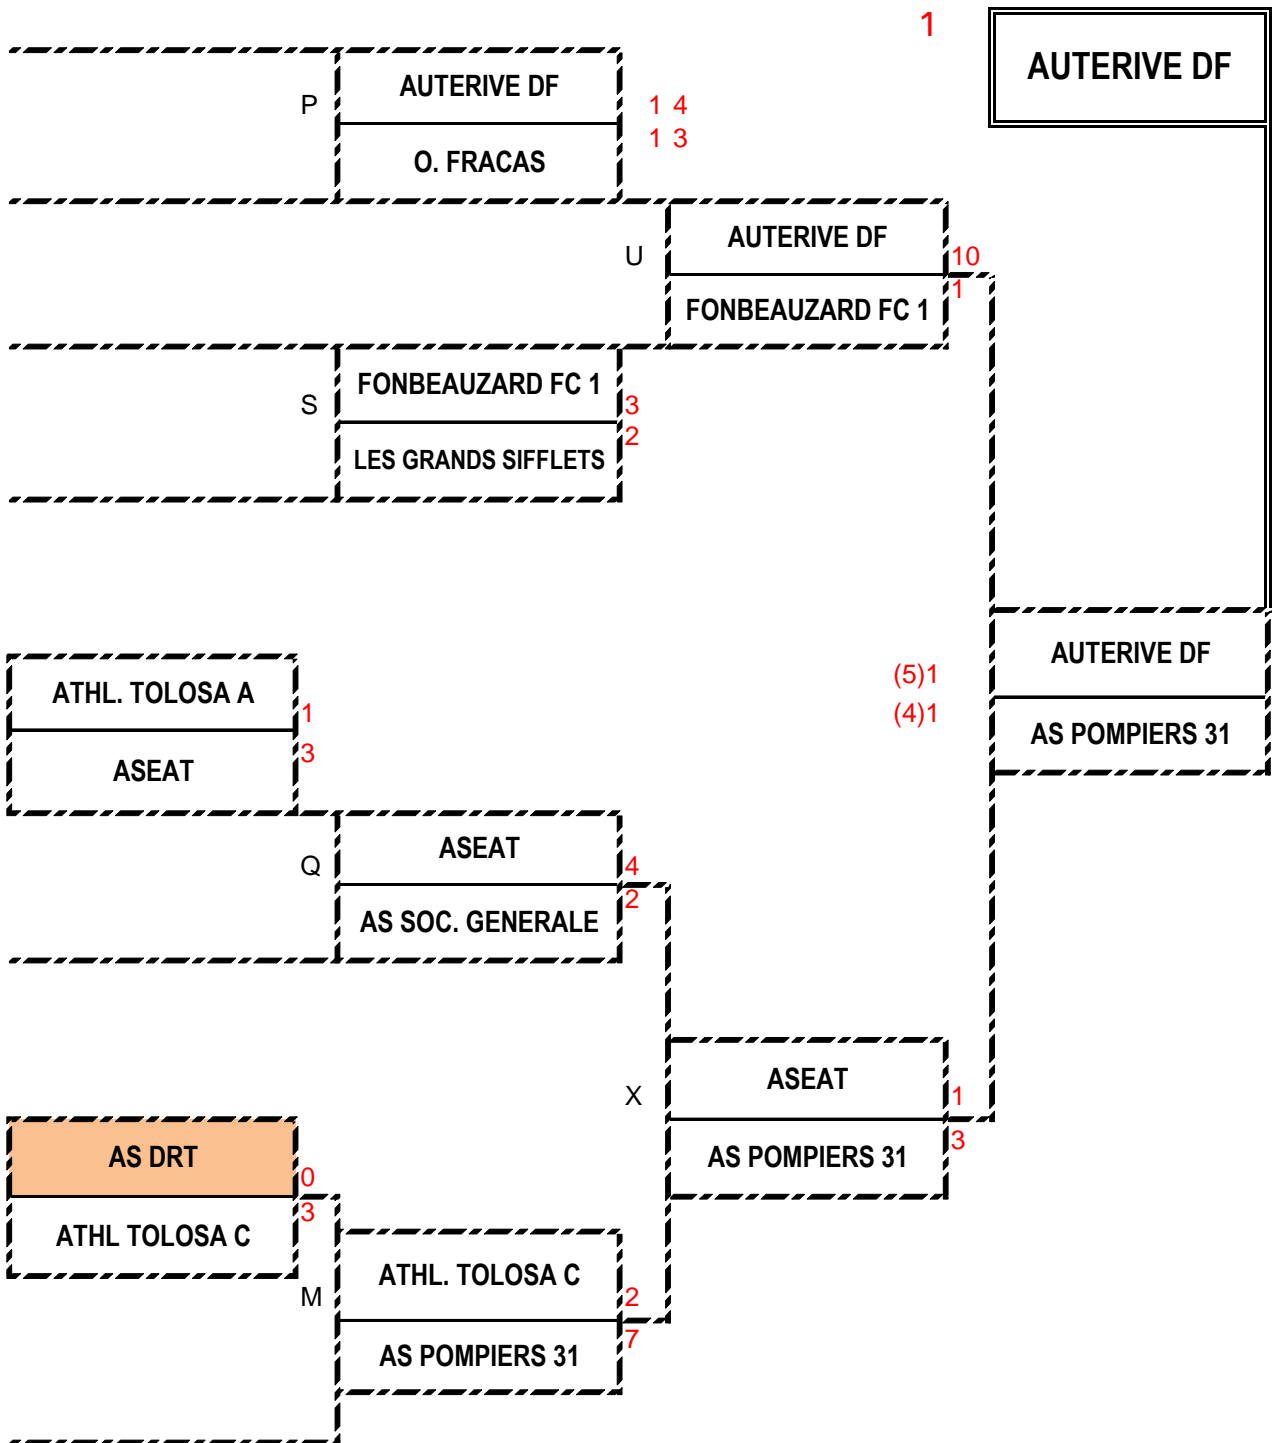 1
AUTERIVE DF
P
AUTERIVE DF
1 4
1 3
O. FRACAS
U
AUTERIVE DF
10
1
FONBEAUZARD FC 1
S
FONBEAUZARD FC 1
3
2
LES GRANDS SIFFLETS
(5)1
AUTERIVE DF
(4)1
AS POMPIERS 31
ATHL. TOLOSA A
1
3
ASEAT
Q
ASEAT
4
2
AS SOC. GENERALE
X
ASEAT
1
3
AS POMPIERS 31
AS DRT
0
3
ATHL TOLOSA C
M
ATHL. TOLOSA C
2
7
AS POMPIERS 31